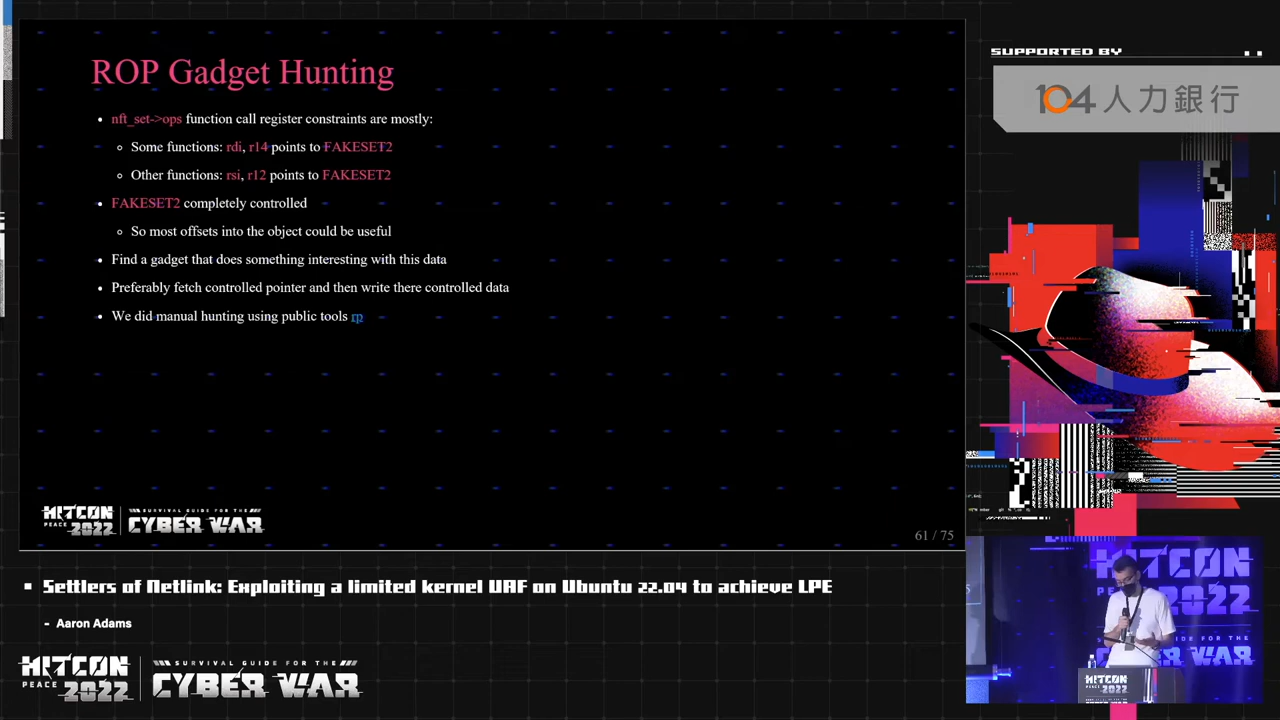 ROP Gadget Hunting
nft_set->ops function call register constraints are mostly:
Some functions: rdi, r14 points to FAKESET2
Other functions: rsi, r12 points to FAKESET2
FAKESET2 completely controlled
So most offsets into the object could be useful
Find a gadget that does something interesting with this data
Preferably fetch controlled pointer and then write there controlled data
We did manual hunting using public tools rp
HITCON
PEACE 2022
SURVIVAL GUIDE FOR THE
CYBER WAR
61 / 75
SUPPORTED BY
104人力銀行
Settlers of Netlink: Exploiting a limited kernel UAF on Ubuntu 22.04 to achieve LPE
- Aaron Adams
HITCON
PEACE 2022
SURVIVAL GUIDE FOR THE
CYBER WAR
HITCON
2022
FOR THE
WAR
HITCON
2022